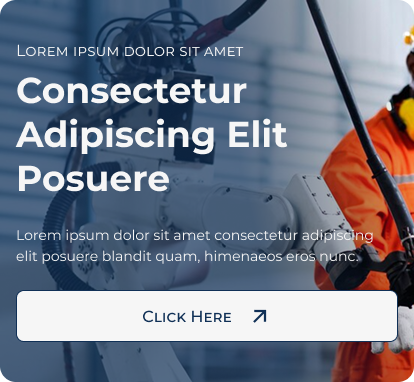 Lorem ipsum dolor sit amet
Consectetur
Adipiscing Elit
Posuere
Lorem ipsum dolor sit amet consectetur adipiscing
elit posuere blandit quam, himenaeos eros nunc.
Click Here